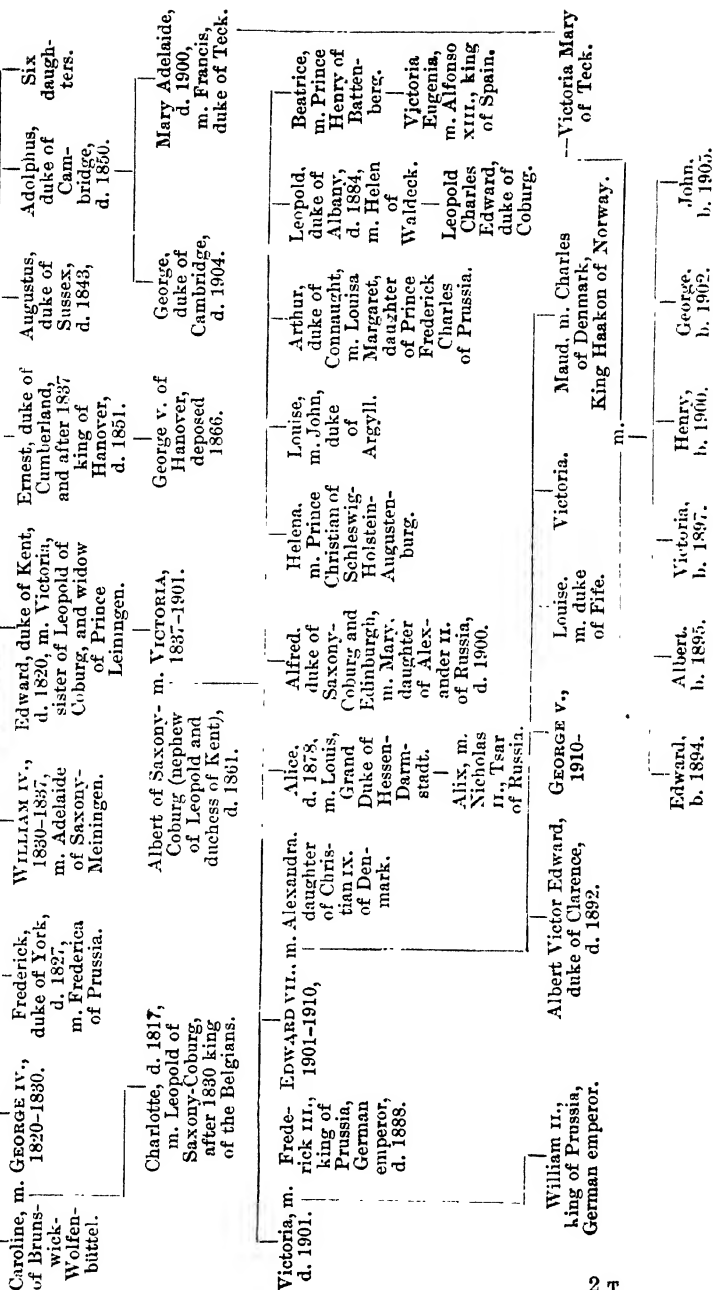 Caroline, m. GEORGE IV.,
of Bruns-
wick-
Wolfen-
büttel.
1820-1830.
Frederick,
duke of York,
d. 1827,
m. Frederica
of Prussia.
WILLIAM IV.,
1830-1837,
m. Adelaide
of Saxony-
Meiningen.
Edward, duke of Kent,
d. 1820, m. Victoria,
sister of Leopold of
Coburg, and widow
of Prince
Leiningen.
Ernest, duke of
Cumberland,
and after 1837
king of
Hanover,
d. 1851.
Augustus,
duke of
Sussex,
d. 1843,
Adolphus,
duke of
Cam-
bridge,
d. 1850.
Six
daugh-
ters.
Charlotte, d. 1817,
m. Leopold of
Saxony-Coburg,
after 1830 king
of the Belgians.
Albert of Saxony- m. VICTORIA,
Coburg (nephew
of Leopold and
duchess of Kent),
d. 1861.
1837-1901.
George V. of
Hanover,
deposed
1866.
George,
duke of
Cambridge,
d. 1904.
Mary Adelaide,
d. 1900,
m. Francis,
duke of Teck.
Victoria, m.
d. 1901.
Frede-
rick III.,
king of
Prussia,
German
emperor,
d. 1888.
EDWARD VII., m. Alexandra.
1901-1910,
daughter
of Chris-
tian IX.
of Den-
mark.
Alice,
d. 1878,
m. Louis,
Grand
Duke of
Hessen-
Darm-
stadt.
Alfred.
duke of
Saxony-
Coburg and
Edinburgh,
m. Mary.
daughter
of Alex-
ander II.
of Russia,
d. 1900.
Helena.
m. Prince
Christian of
Schleswig-
Holstein-
Augusten-
burg.
Louise,
m. John,
duke
of
Argyll.
Arthur,
duke of
Connaught,
m. Louisa
Margaret,
daughter
of Prince
Frederick
Charles
of Prussia.
Leopold.
duke of
Albany,
d. 1884,
m. Helen
of
Waldeck.
Beatrice,
m. Prince
Henry of
Batten-
berg.
Alix, m.
Nicholas
II., Tsar
of Russia.
Leopold
Charles
Edward,
duke of
Coburg.
Victoria
Eugenia,
m. Alfonso
XIII., king
of Spain.
William II.,
king of Prussia,
German emperor.
Albert Victor Edward,
duke of Clarence,
d. 1892.
GEORGE V.,
1910-
Louise.
m. duke
of Fife.
Victoria.
Maud, m. Charles
of Denmark,
King Haakon of Norway.
Victoria Mary
of Teck.
m.
Edward,
b. 1894.
Albert.
b. 1895.
Victoria,
b. 1897.
Henry,
b. 1900.
George.
b. 1902.
John.
b. 1905.
2 T